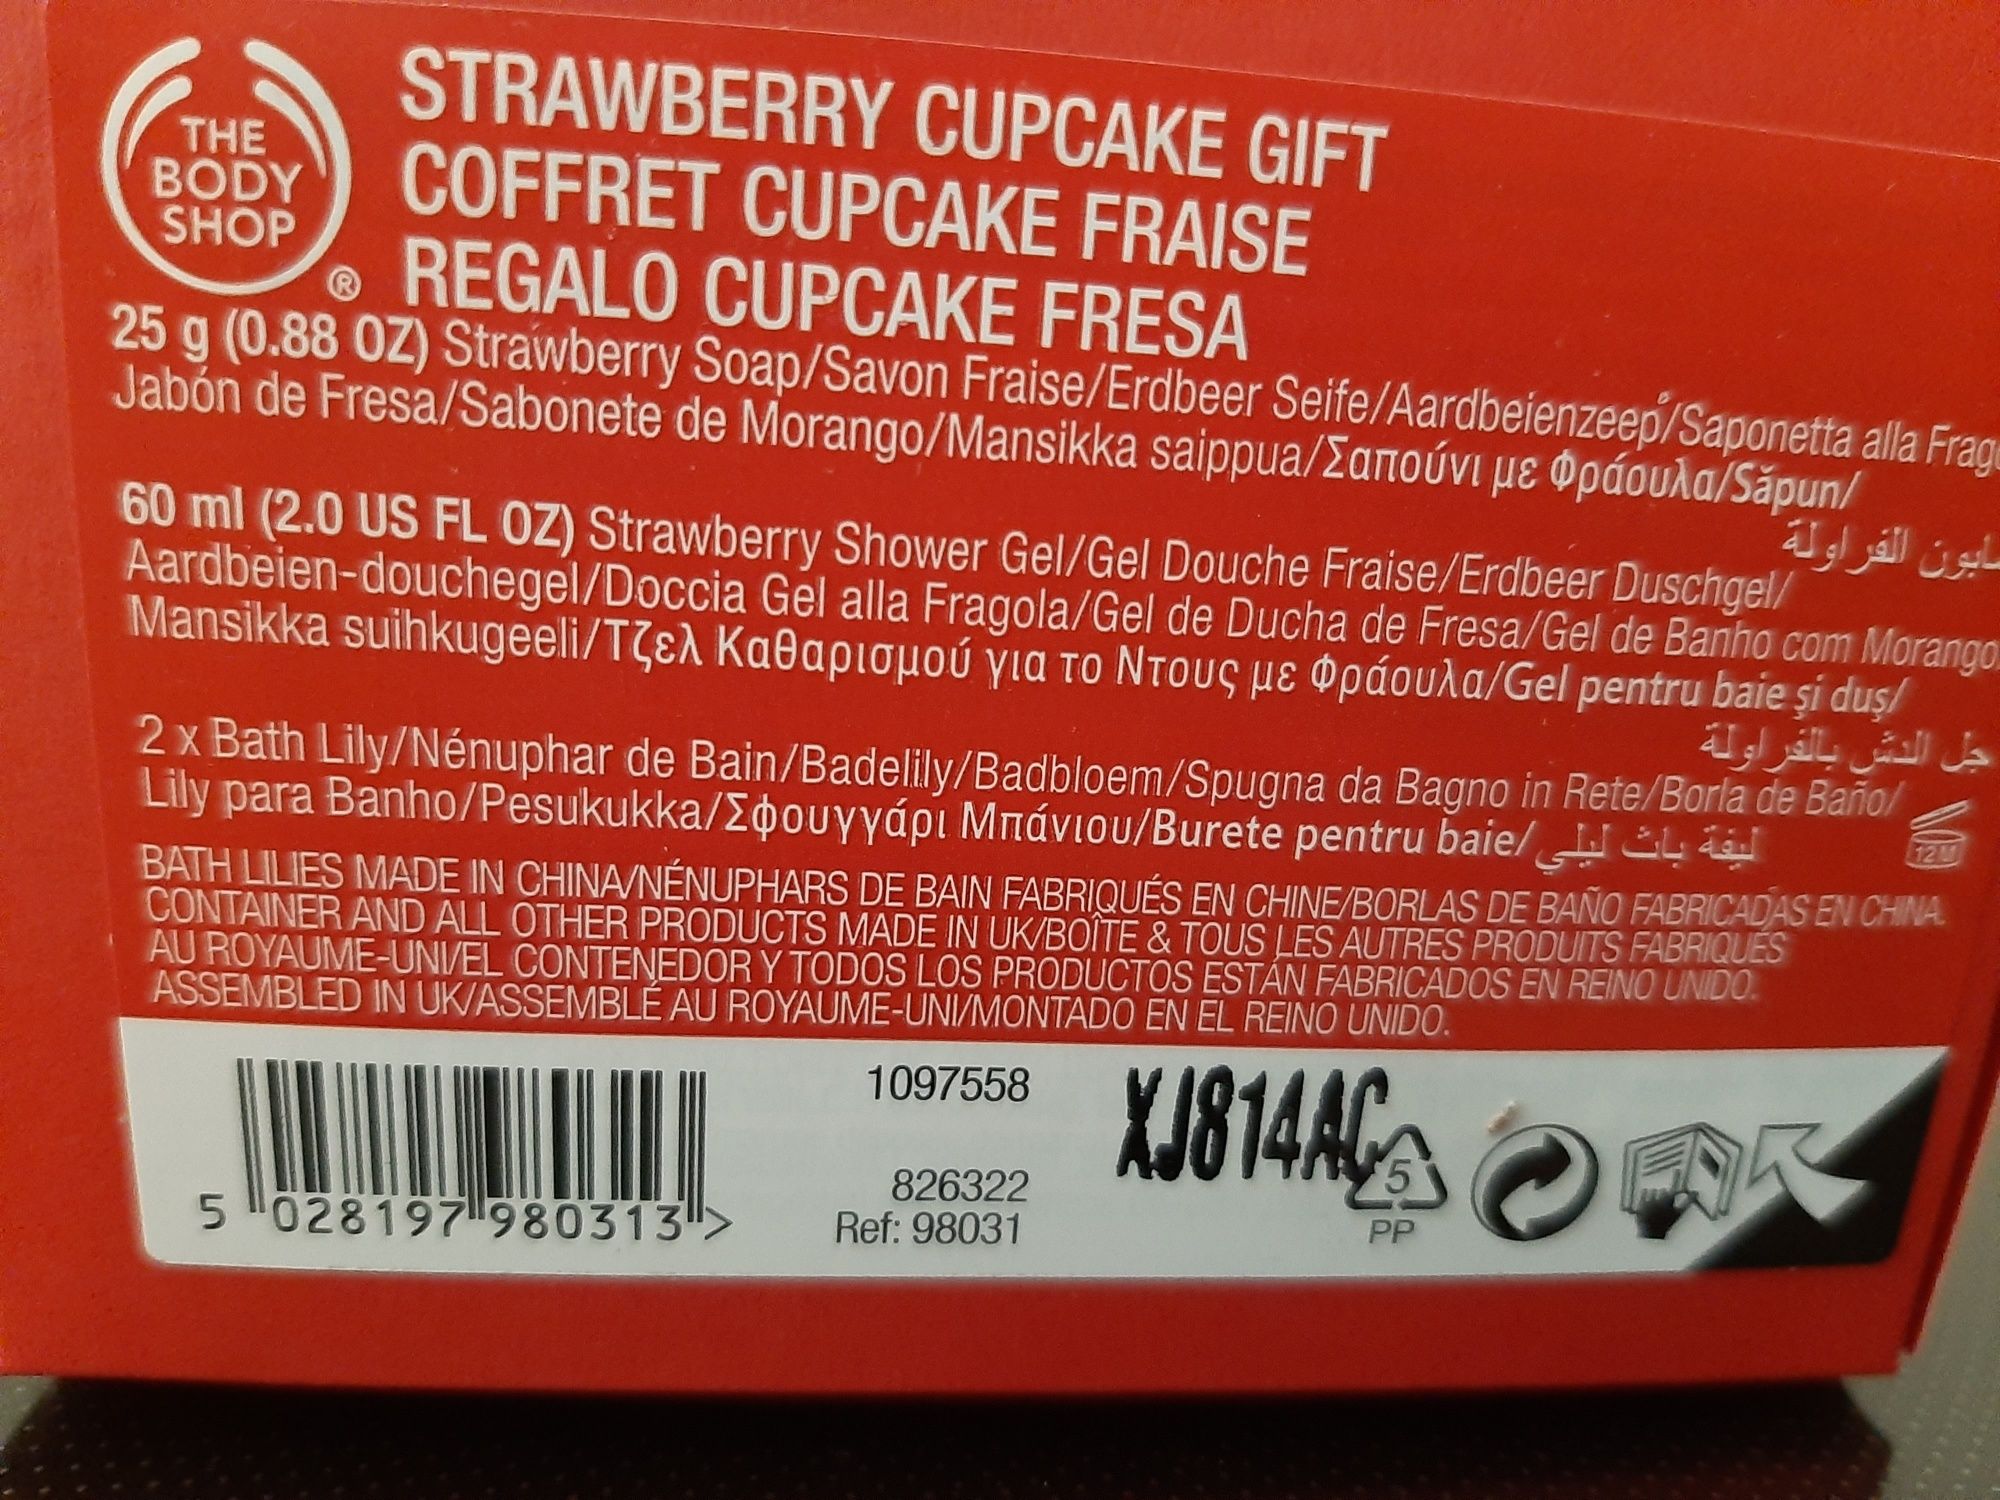 THE
BODY
SHOP
®
STRAWBERRY CUPCAKE GIFT
COFFRET CUPCAKE FRAISE
REGALO CUPCAKE FRESA
25 g (0.88 OZ) Strawberry Soap/Savon Fraise/Erdbeer Seife/Aardbeienzeep/Saponetta alla
Jabón de Fresa/Sabonete de Morango/Mansikka saippua/Σαπούνι με Φράουλα/Săpun/
الفراولة
60 ml (2.0 US FL OZ) Strawberry Shower Gel/Gel Douche Fraise/Erdbeer Duschgel/
Aardbeien-douchegel/Doccia Gel alla Fragola/Gel de Ducha de Fresa/Gel de Banho com Morango
Mansikka suihkugeeli/Τζελ Καθαρισμού για το Ντους με Φράουλα/Gel pentru baie şi duş/
جل الدش بالفراولة
2 x Bath Lily/Nénuphar de Bain/Badelily/Badbloem/Spugna da Bagno in Rete/Borla de Baño/
Lily para Banho/Pesukukka/Σφουγγάρι Μπάνιου/Burete pentru baie/ ليفة باث ليلي
12 M
BATH LILIES MADE IN CHINA/NÉNUPHARS DE BAIN FABRIQUÉS EN CHINE/BORLAS DE BAÑO FABRICADAS EN CHINA.
CONTAINER AND ALL OTHER PRODUCTS MADE IN UK/BOÎTE & TOUS LES AUTRES PRODUITS FABRIQUÉS
AU ROYAUME-UNI/EL CONTENEDOR Y TODOS LOS PRODUCTOS ESTÁN FABRICADOS EN REINO UNIDO.
ASSEMBLED IN UK/ASSEMBLÉ AU ROYAUME-UNI/MONTADO EN EL REINO UNIDO.
1097558
XJ814AC
826322
Ref: 98031
5 028197 980313 >
5
PP